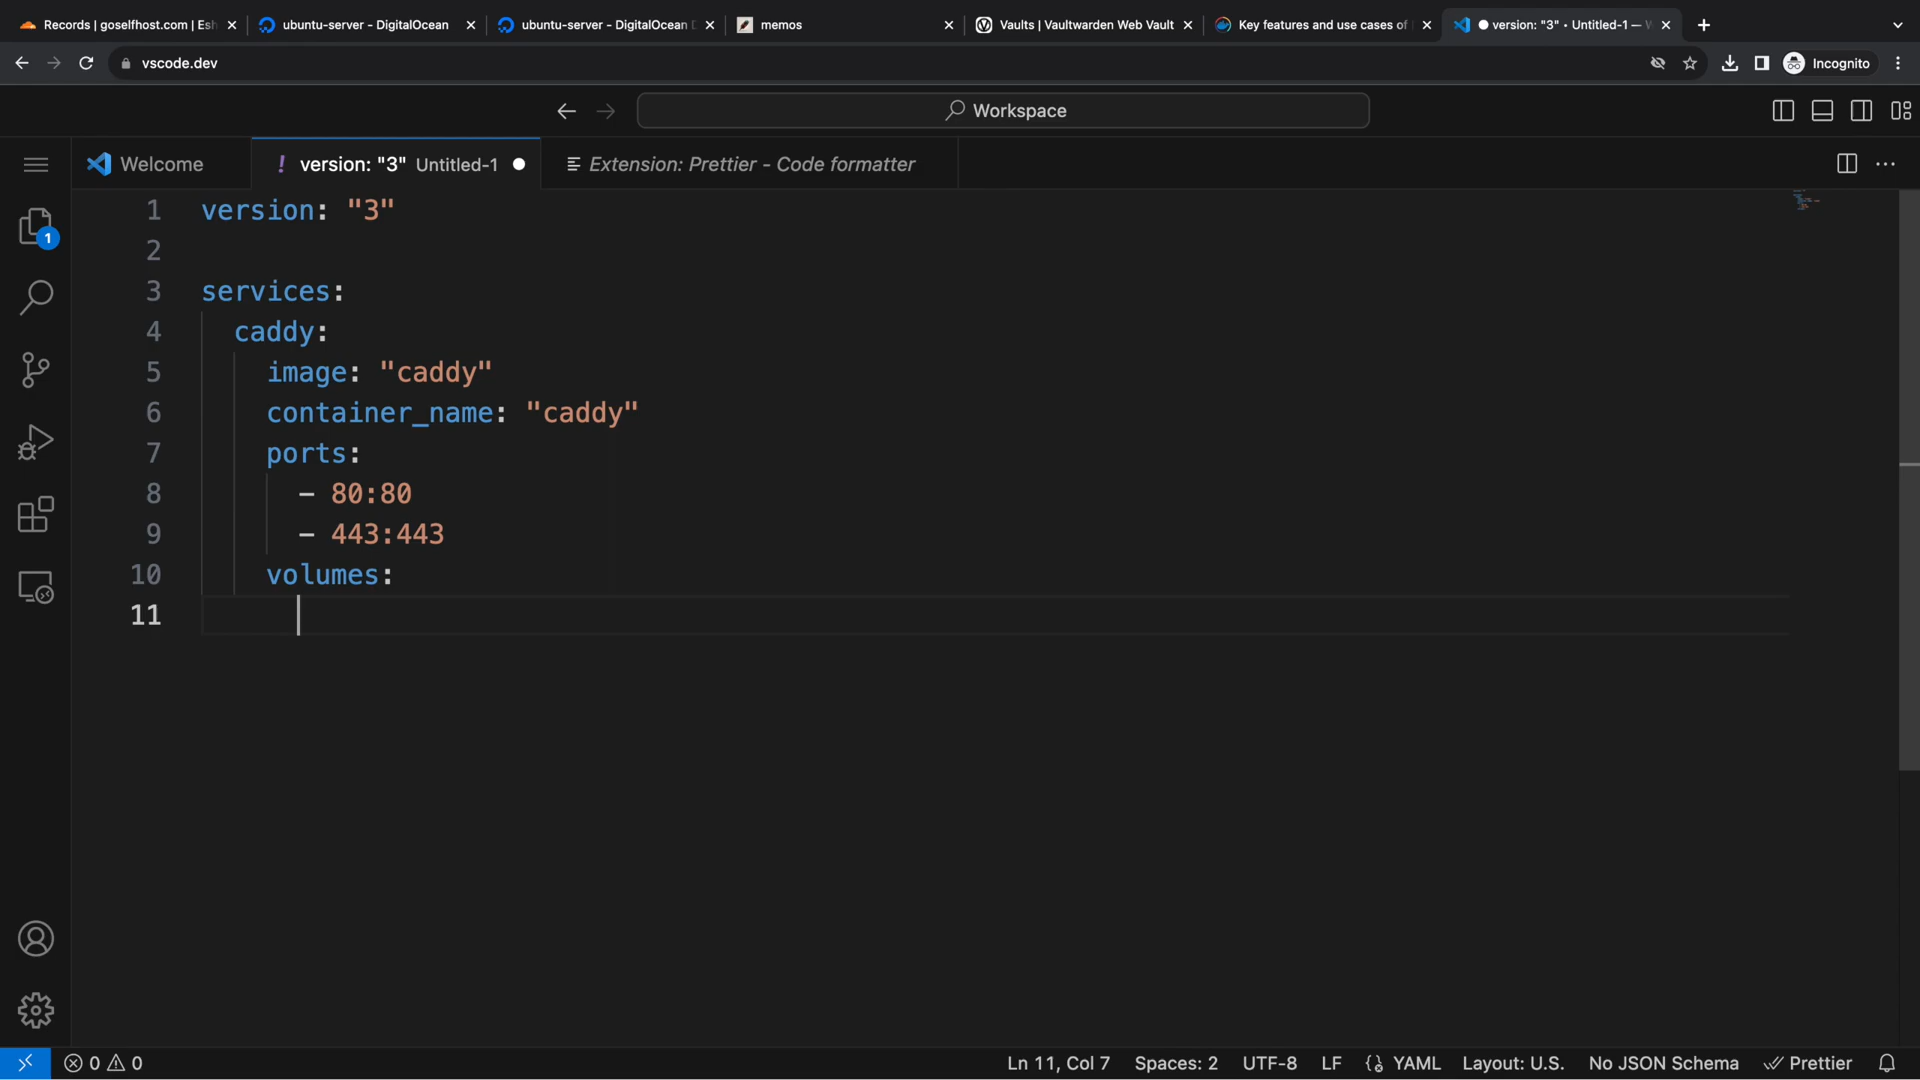 Records | goselfhost.com | Esh
ubuntu-server - DigitalOcean
ubuntu-server - DigitalOcean D
memos
Vaults | Vaultwarden Web Vault
Key features and use cases of
version: "3" • Untitled-1 —
vscode.dev
Incognito
Workspace
Welcome
! version: "3" Untitled-1
Extension: Prettier - Code formatter
1 version: "3"
2
3 services:
4 caddy:
5 image: "caddy"
6 container_name: "caddy"
7 ports:
8 - 80:80
9 - 443:443
10 volumes:
11
1
0 0
Ln 11, Col 7 Spaces: 2 UTF-8 LF YAML Layout: U.S. No JSON Schema Prettier